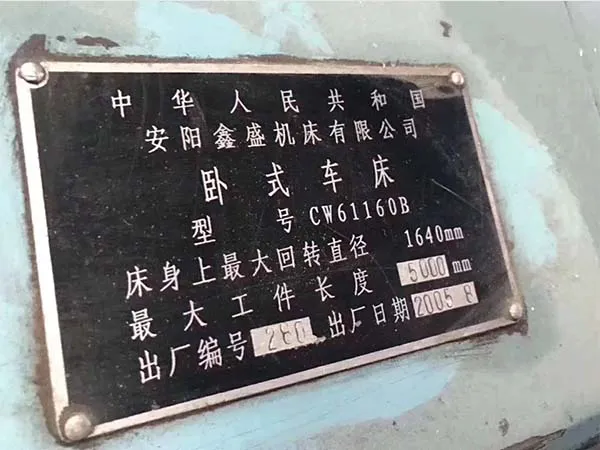 中华人民共和国
安阳鑫盛机床有限公司
卧式车床
型 号 CW61160B
床身上最大回转直径 1640mm
最大工件长度 5000 mm
出厂编号 280 出厂日期 2005 8